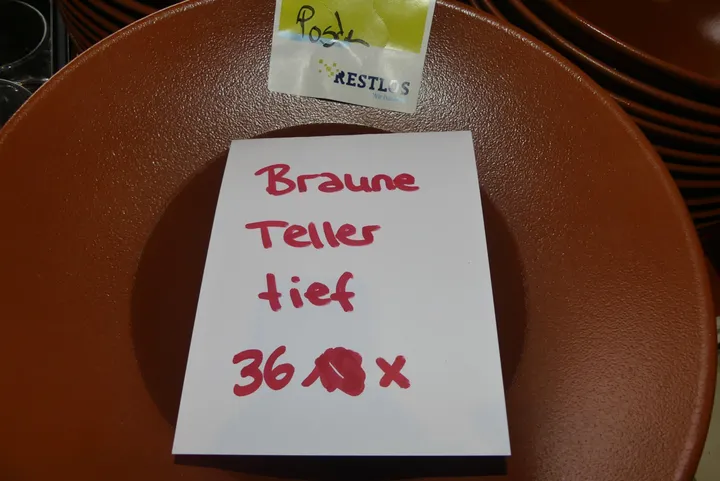 RESTLOS
Braune
Teller
tief
36 x